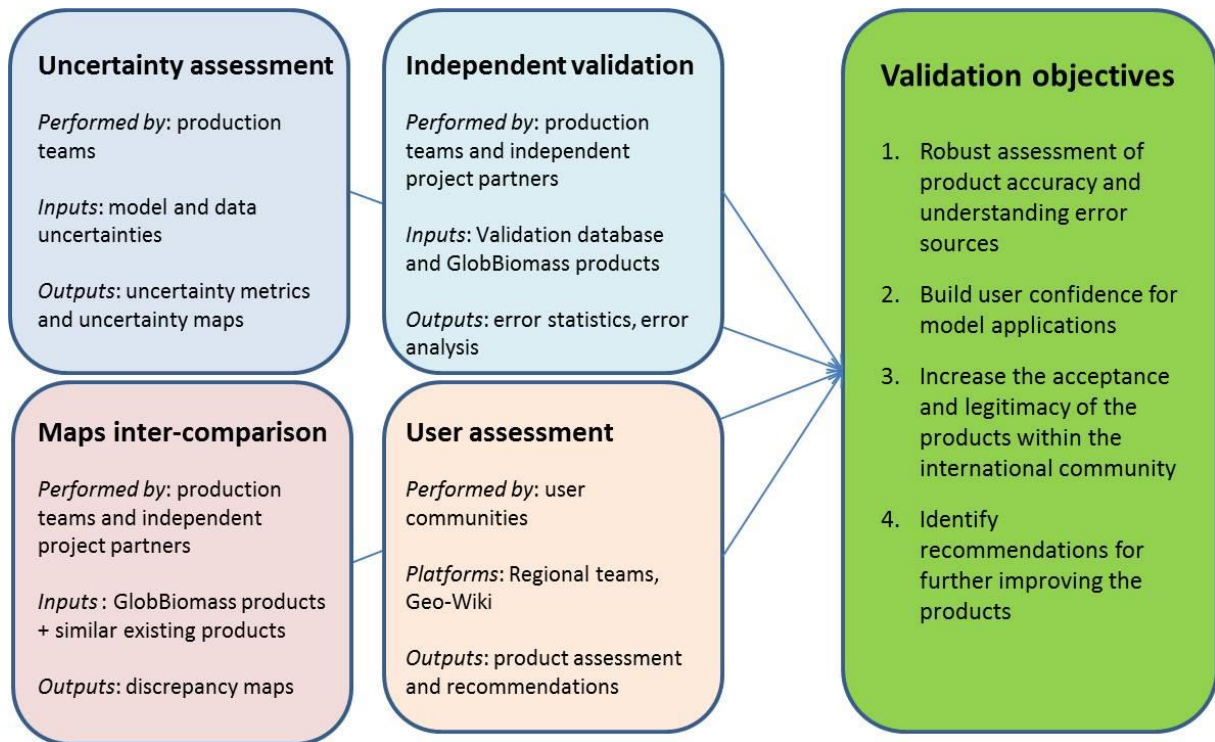 Uncertainty assessment
Performed by: production
teams
Inputs: model and data
uncertainties
Outputs: uncertainty metrics
and uncertainty maps
Independent validation
Performed by: production
teams and independent
project partners
Inputs: Validation database
and GlobBiomass products
Outputs: error statistics, error
analysis
Maps inter-comparison
Performed by: production
teams and independent
project partners
Inputs : GlobBiomass products
+ similar existing products
Outputs: discrepancy maps
User assessment
Performed by: user
communities
Platforms: Regional teams,
Geo-Wiki
Outputs: product assessment
and recommendations
Validation objectives
1. Robust assessment of
product accuracy and
understanding error
sources
2. Build user confidence for
model applications
3. Increase the acceptance
and legitimacy of the
products within the
international community
4. Identify
recommendations for
further improving the
products